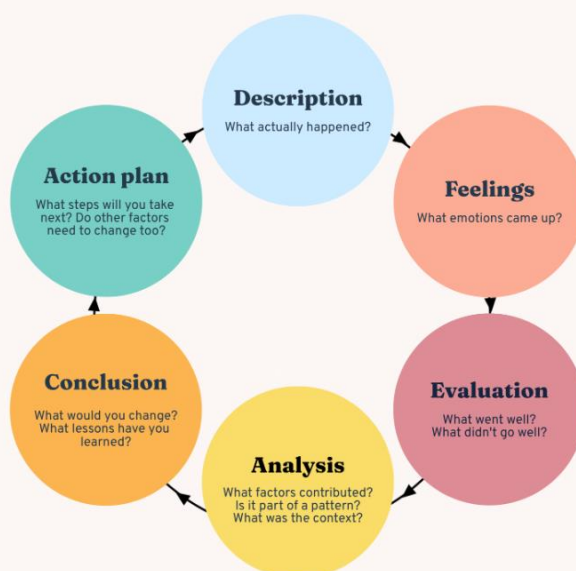 Description
What actually happened?
Feelings
What emotions came up?
Evaluation
What went well?
What didn't go well?
Analysis
What factors contributed?
Is it part of a pattern?
What was the context?
Conclusion
What would you change?
What lessons have you
learned?
Action plan
What steps will you take
next? Do other factors
need to change too?